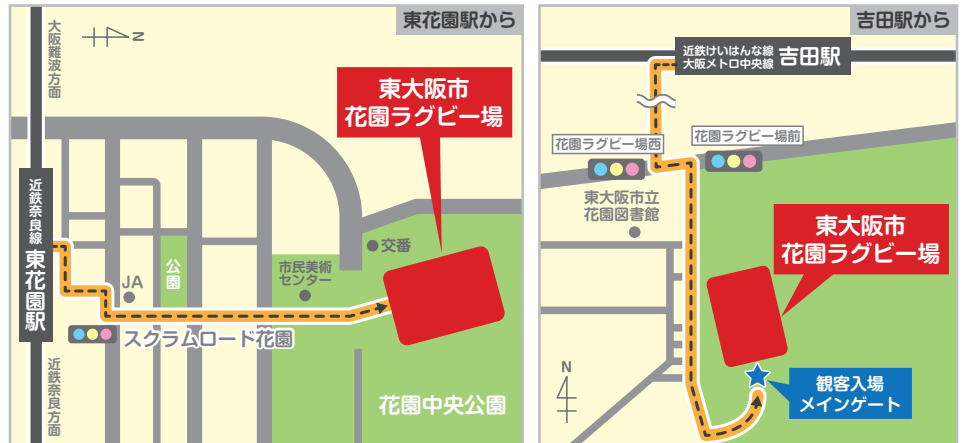 東花園駅から
大阪難波方面
N
東大阪市
花園ラグビー場
近鉄奈良線
東花園駅
交番
公園
市民美術
センター
JA
スクラムロード花園
近鉄奈良方面
花園中央公園
吉田駅から
近鉄けいはんな線
大阪メトロ中央線
吉田駅
花園ラグビー場西
花園ラグビー場前
東大阪市立
花園図書館
東大阪市
花園ラグビー場
N
観客入場
メインゲート